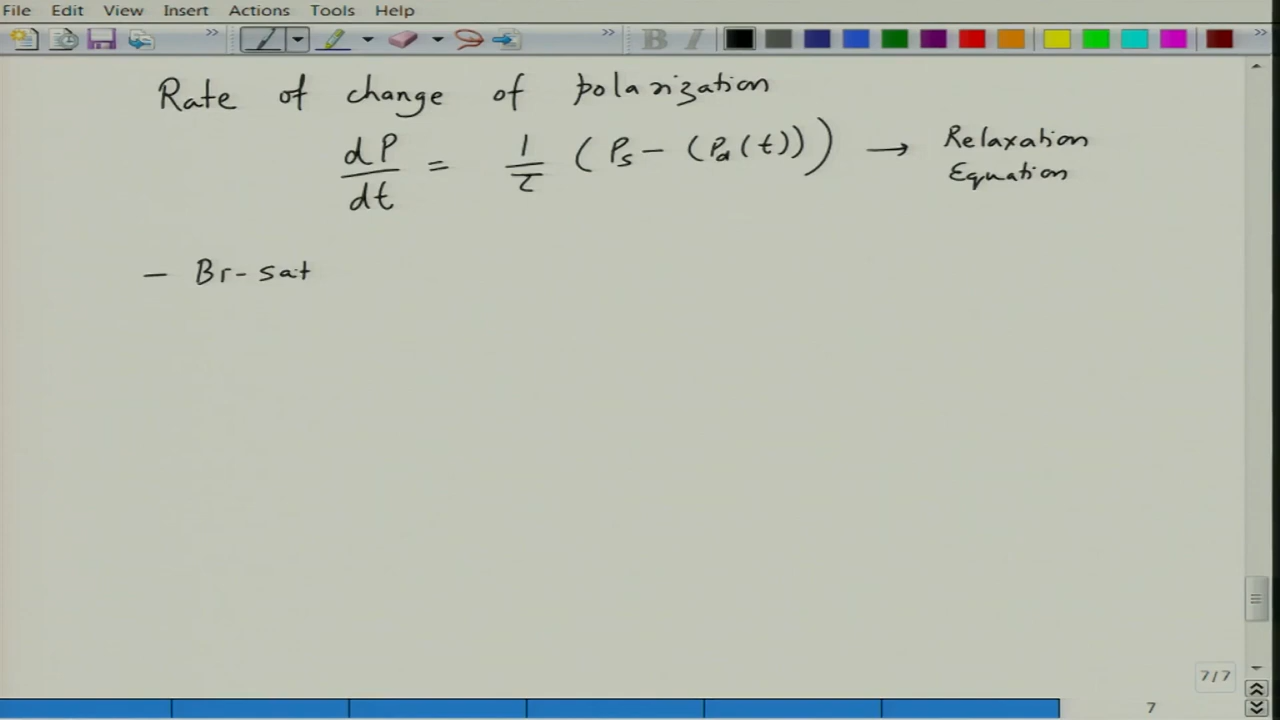 File Edit View Insert Actions Tools Help
B I
Rate of change of polarization
dP/dt = 1/τ (Ps - (Pd(t))) → Relaxation
Equation
- Br-sat
7/7
7